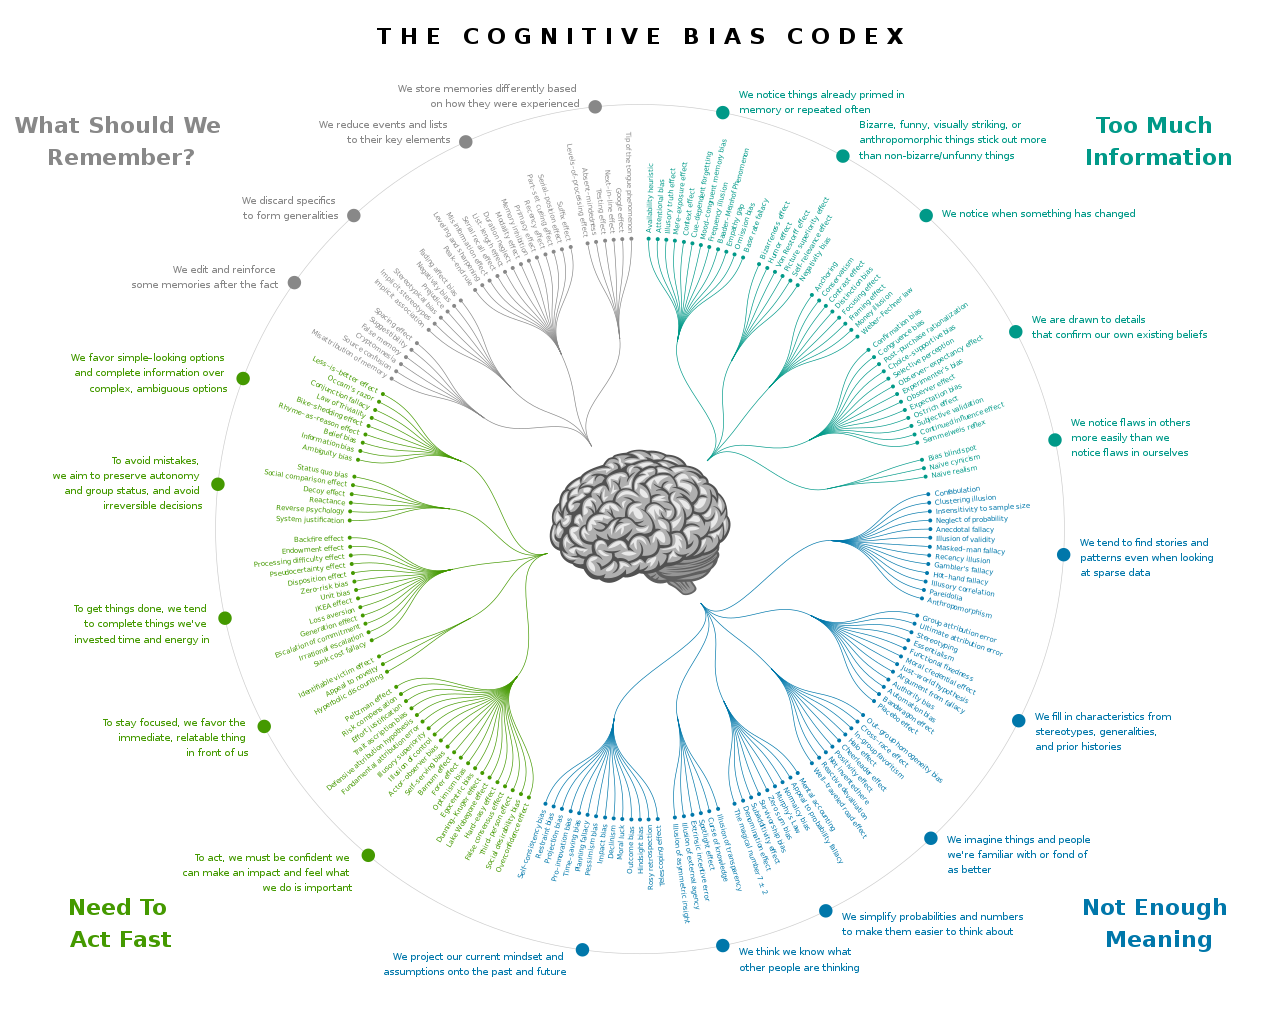 THE COGNITIVE BIAS CODEX
What Should We
Remember?
Too Much
Information
Need To
Act Fast
Not Enough
Meaning
We store memories differently based
on how they were experienced
We reduce events and lists
to their key elements
We discard specifics
to form generalities
We edit and reinforce
some memories after the fact
We favor simple-looking options
and complete information over
complex, ambiguous options
To avoid mistakes,
we aim to preserve autonomy
and group status, and avoid
irreversible decisions
To get things done, we tend
to complete things we've
invested time and energy in
To stay focused, we favor the
immediate, relatable thing
in front of us
To act, we must be confident we
can make an impact and feel what
we do is important
We notice things already primed in
memory or repeated often
Bizarre, funny, visually striking, or
anthropomorphic things stick out more
than non-bizarre/unfunny things
We notice when something has changed
We are drawn to details
that confirm our own existing beliefs
We notice flaws in others
more easily than we
notice flaws in ourselves
We tend to find stories and
patterns even when looking
at sparse data
We fill in characteristics from
stereotypes, generalities,
and prior histories
We imagine things and people
we're familiar with or fond of
as better
We simplify probabilities and numbers
to make them easier to think about
We think we know what
other people are thinking
We project our current mindset and
assumptions onto the past and future
Availability heuristic
Attentional bias
Illusory truth effect
Mere-exposure effect
Context effect
Cue-dependent forgetting
Mood-congruent memory bias
Frequency illusion
Baader-Meinhof Phenomenon
Empathy gap
Omission bias
Base rate fallacy
Bizarreness effect
Humor effect
Von Restorff effect
Picture superiority effect
Self-relevance effect
Negativity bias
Anchoring
Conservatism
Contrast effect
Distinction bias
Focusing effect
Framing effect
Money illusion
Weber-Fechner law
Confirmation bias
Congruence bias
Post-purchase rationalization
Choice-supportive bias
Selective perception
Observer-expectancy effect
Experimenter's bias
Observer effect
Expectation bias
Ostrich effect
Subjective validation
Continued influence effect
Semmelweis reflex
Bias blind spot
Naive cynicism
Naive realism
Confabulation
Clustering illusion
Insensitivity to sample size
Neglect of probability
Anecdotal fallacy
Illusion of validity
Masked-man fallacy
Recency illusion
Gambler's fallacy
Hot-hand fallacy
Illusory correlation
Pareidolia
Anthropomorphism
Group attribution error
Ultimate attribution error
Stereotyping
Essentialism
Functional fixedness
Moral credential effect
Just-world hypothesis
Argument from fallacy
Authority bias
Automation bias
Bandwagon effect
Placebo effect
Out-group homogeneity bias
Cross-race effect
In-group favoritism
Halo effect
Cheerleader effect
Positivity effect
Not invented here
Reactive devaluation
Well-traveled road effect
Mental accounting
Appeal to probability fallacy
Normalcy bias
Murphy's Law
Zero sum bias
Survivorship bias
Subadditivity effect
Denomination effect
The magical number 7 ± 2
Illusion of transparency
Curse of knowledge
Spotlight effect
Extrinsic incentive error
Illusion of external agency
Illusion of asymmetric insight
Telescoping effect
Rosy retrospection
Hindsight bias
Outcome bias
Moral luck
Declinism
Impact bias
Pessimism bias
Planning fallacy
Time-saving bias
Pro-innovation bias
Projection bias
Restraint bias
Self-consistency bias
Overconfidence effect
Social desirability bias
Third-person effect
False consensus effect
Hard-easy effect
Lake Wobegone effect
Dunning-Kruger effect
Egocentric bias
Optimism bias
Forer effect
Barnum effect
Self-serving bias
Actor-observer bias
Illusion of control
Illusory superiority
Fundamental attribution error
Defensive attribution hypothesis
Trait ascription bias
Effort justification
Risk compensation
Peltzman effect
Hyperbolic discounting
Appeal to novelty
Identifiable victim effect
Sunk cost fallacy
Irrational escalation
Escalation of commitment
Generation effect
Loss aversion
IKEA effect
Unit bias
Zero-risk bias
Disposition effect
Pseudocertainty effect
Processing difficulty effect
Endowment effect
Backfire effect
System justification
Reverse psychology
Reactance
Decoy effect
Social comparison effect
Status quo bias
Ambiguity bias
Information bias
Belief bias
Rhyme-as-reason effect
Bike-shedding effect
Law of Triviality
Conjunction fallacy
Occam's razor
Less-is-better effect
Misattribution of memory
Source confusion
Cryptomnesia
False memory
Suggestibility
Spacing effect
Implicit association
Implicit stereotypes
Stereotypical bias
Prejudice
Negativity bias
Fading affect bias
Peak-end rule
Leveling and sharpening
Misinformation effect
Serial recall effect
List-length effect
Duration neglect
Modality effect
Memory inhibition
Primacy effect
Recency effect
Part-set cueing effect
Serial-position effect
Suffix effect
Levels-of-processing effect
Absent-mindedness
Testing effect
Next-in-line effect
Google effect
Tip of the tongue phenomenon